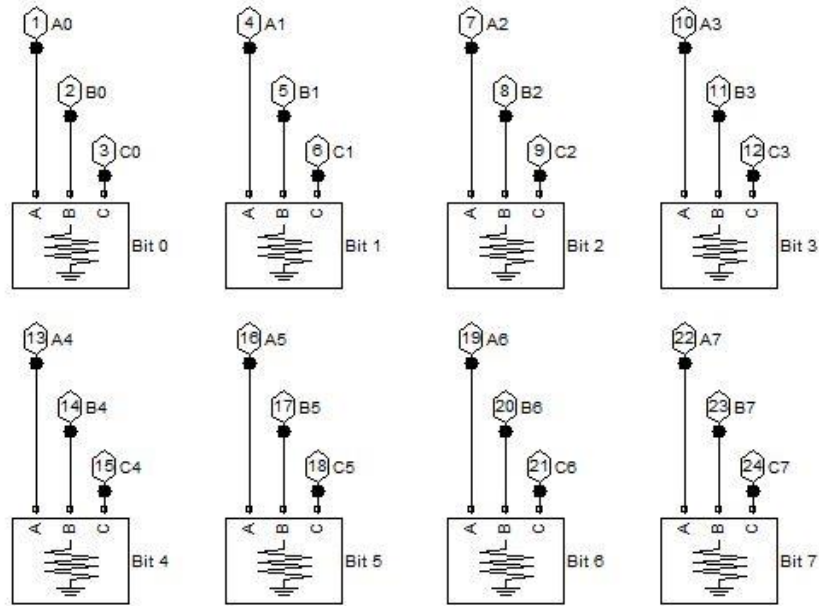 1 A0 4 A1 7 A2 10 A3
2 B0 5 B1 8 B2 11 B3
3 C0 6 C1 9 C2 12 C3
A B C A B C A B C A B C
Bit 0 Bit 1 Bit 2 Bit 3
13 A4 16 A5 19 A6 22 A7
14 B4 17 B5 20 B6 23 B7
15 C4 18 C5 21 C6 24 C7
A B C A B C A B C A B C
Bit 4 Bit 5 Bit 6 Bit 7